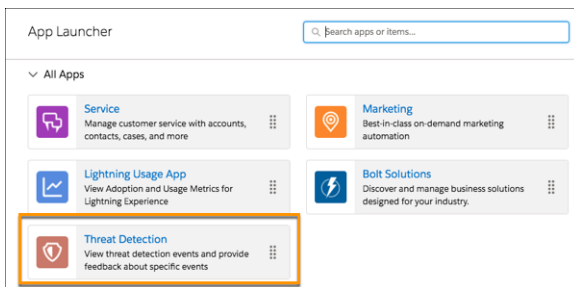 App Launcher
Search apps or items...
All Apps
Service
Manage customer service with accounts,
contacts, cases, and more
Marketing
Best-in-class on-demand marketing
automation
Lightning Usage App
View Adoption and Usage Metrics for
Lightning Experience
Bolt Solutions
Discover and manage business solutions
designed for your industry.
Threat Detection
View threat detection events and provide
feedback about specific events